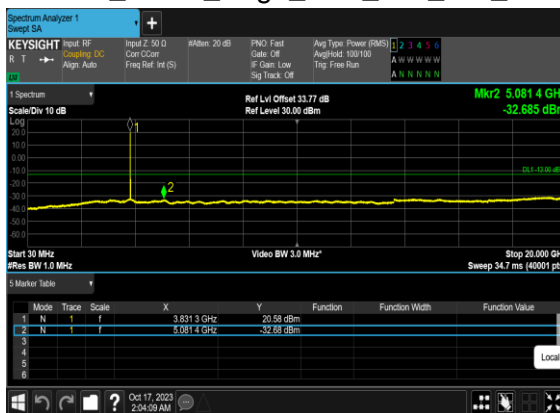 Spectrum Analyzer 1
Swept SA
+
KEYSIGHT Input: RF Input Z: 50 Ω #Atten: 20 dB PNO: Fast Avg Type: Power (RMS) 1 2 3 4 5 6
R T Coupling: DC Corr CCorr Gate: Off Avg|Hold: 100/100 A W W W W W
Align: Auto Freq Ref: Int (S) IF Gain: Low Trig: Free Run
Sig Track: Off A N N N N N
1 Spectrum Ref Lvl Offset 33.77 dB Mkr2 5.081 4 GH
Scale/Div 10 dB Ref Level 30.00 dBm -32.685 dBr
Log
20.0
10.0
0.00
-10.0
DL1 -13.00 dB
-20.0
-30.0
-40.0
-50.0
-60.0
1
2
Start 30 MHz Video BW 3.0 MHz* Stop 20.000 GH
#Res BW 1.0 MHz Sweep 34.7 ms (40001 pt
5 Marker Table
Mode Trace Scale X Y Function Function Width Function Value
1 N 1 f 3.831 3 GHz 20.58 dBm
2 N 1 f 5.081 4 GHz -32.68 dBm
3
4
5
6
Local
? Oct 17, 2023
2:04:09 AM